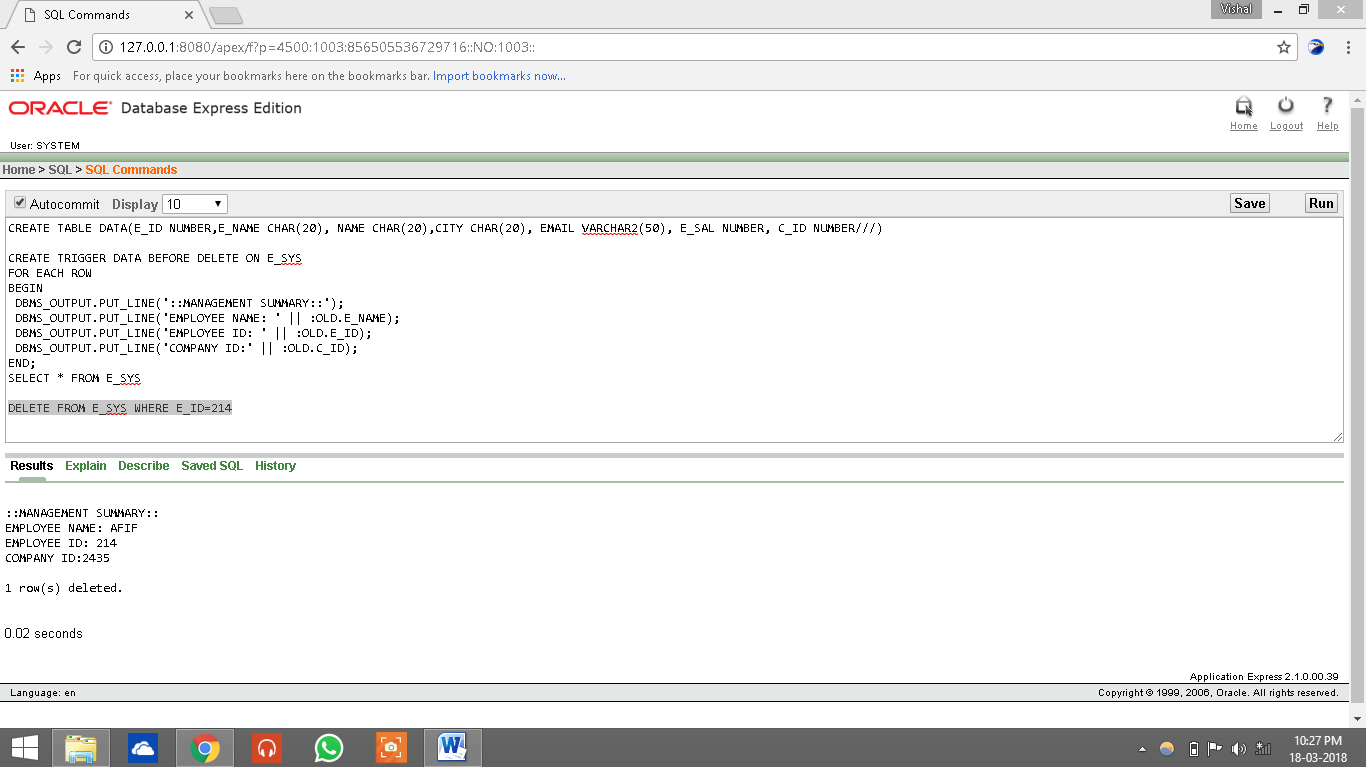 SQL Commands
Vishal
127.0.0.1:8080/apex/f?p=4500:1003:856505536729716::NO:1003::
Apps For quick access, place your bookmarks here on the bookmarks bar. Import bookmarks now...
ORACLE Database Express Edition
Home Logout Help
User: SYSTEM
Home > SQL > SQL Commands
Autocommit Display 10 Save Run
CREATE TABLE DATA(E_ID NUMBER,E_NAME CHAR(20), NAME CHAR(20),CITY CHAR(20), EMAIL VARCHAR2(50), E_SAL NUMBER, C_ID NUMBER///)
CREATE TRIGGER DATA BEFORE DELETE ON E_SYS
FOR EACH ROW
BEGIN
DBMS_OUTPUT.PUT_LINE('::MANAGEMENT SUMMARY::');
DBMS_OUTPUT.PUT_LINE('EMPLOYEE NAME: ' || :OLD.E_NAME);
DBMS_OUTPUT.PUT_LINE('EMPLOYEE ID: ' || :OLD.E_ID);
DBMS_OUTPUT.PUT_LINE('COMPANY ID:' || :OLD.C_ID);
END;
SELECT * FROM E_SYS
DELETE FROM E_SYS WHERE E_ID=214
Results Explain Describe Saved SQL History
::MANAGEMENT SUMMARY::
EMPLOYEE NAME: AFIF
EMPLOYEE ID: 214
COMPANY ID:2435
1 row(s) deleted.
0.02 seconds
Application Express 2.1.0.00.39
Language: en Copyright © 1999, 2006, Oracle. All rights reserved.
10:27 PM
18-03-2018